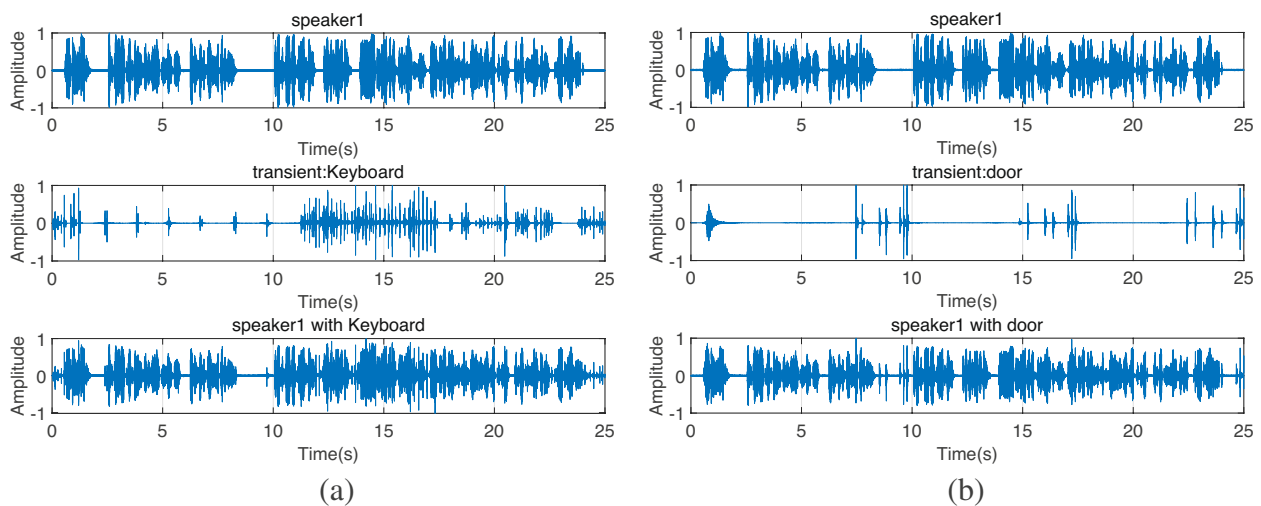 speaker1
Amplitude
1
0
-1
0 5 10 15 20 25
Time(s)
transient:Keyboard
Amplitude
1
0
-1
0 5 10 15 20 25
Time(s)
speaker1 with Keyboard
Amplitude
1
0
-1
0 5 10 15 20 25
Time(s)
(a)
speaker1
Amplitude
1
0
-1
0 5 10 15 20 25
Time(s)
transient:door
Amplitude
1
0
-1
0 5 10 15 20 25
Time(s)
speaker1 with door
Amplitude
1
0
-1
0 5 10 15 20 25
Time(s)
(b)